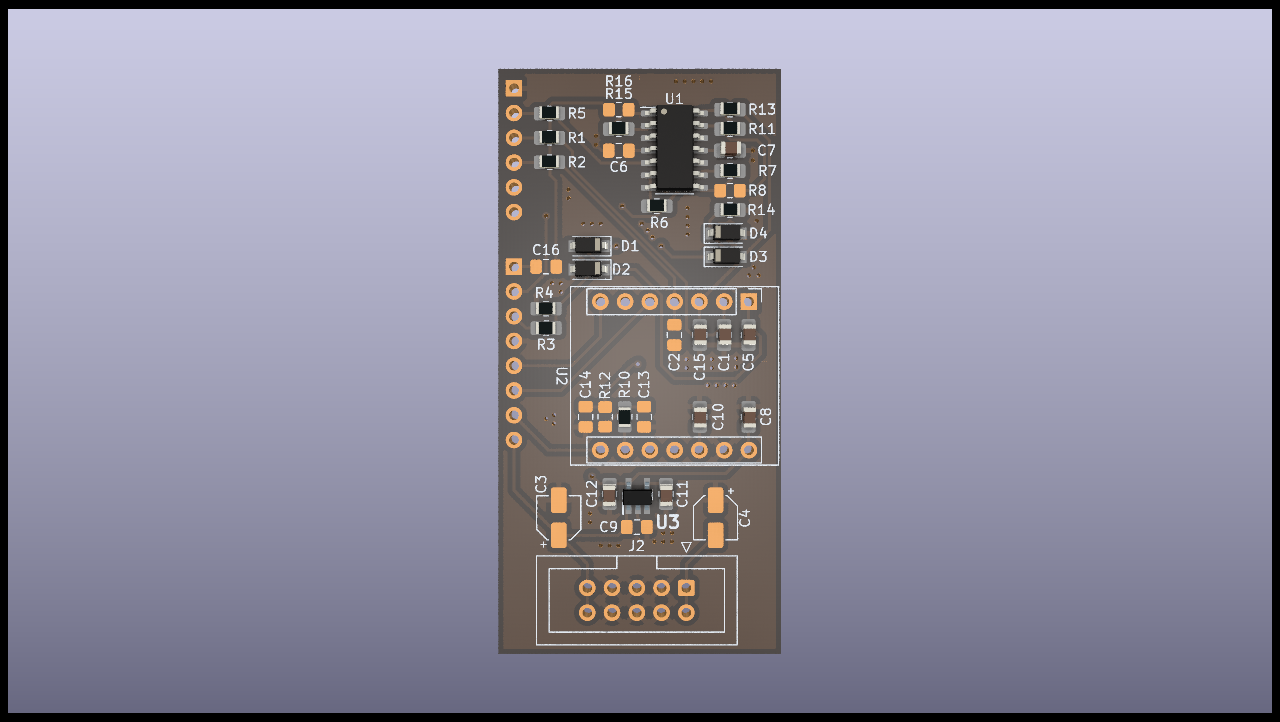 R16
R15
U1
R5
R13
R1
R11
R2
C6
C7
R7
R8
R6
R14
C16
D1
D4
D2
D3
R4
R3
C2
C15
C1
C5
U2
C14
R12
R10
C13
C10
C8
C3
C12
C11
+
C4
C9
U3
+
J2